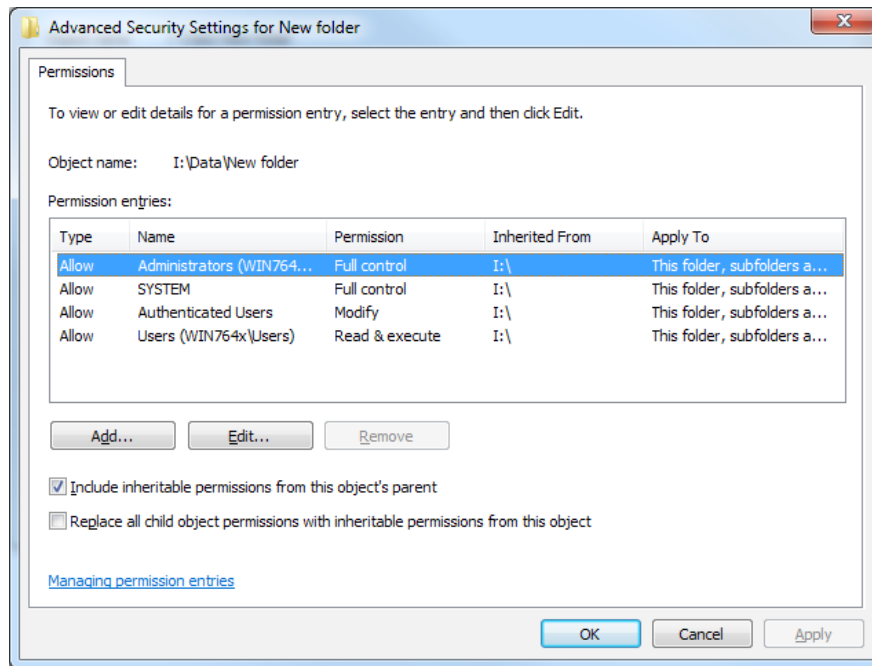 Advanced Security Settings for New folder
Permissions
To view or edit details for a permission entry, select the entry and then click Edit.
Object name: I:\Data\New folder
Permission entries:
Type Name Permission Inherited From Apply To
Allow Administrators (WIN764... Full control I:\ This folder, subfolders a...
Allow SYSTEM Full control I:\ This folder, subfolders a...
Allow Authenticated Users Modify I:\ This folder, subfolders a...
Allow Users (WIN764x\Users) Read & execute I:\ This folder, subfolders a...
Add... Edit... Remove
Include inheritable permissions from this object's parent
Replace all child object permissions with inheritable permissions from this object
Managing permission entries
OK Cancel Apply